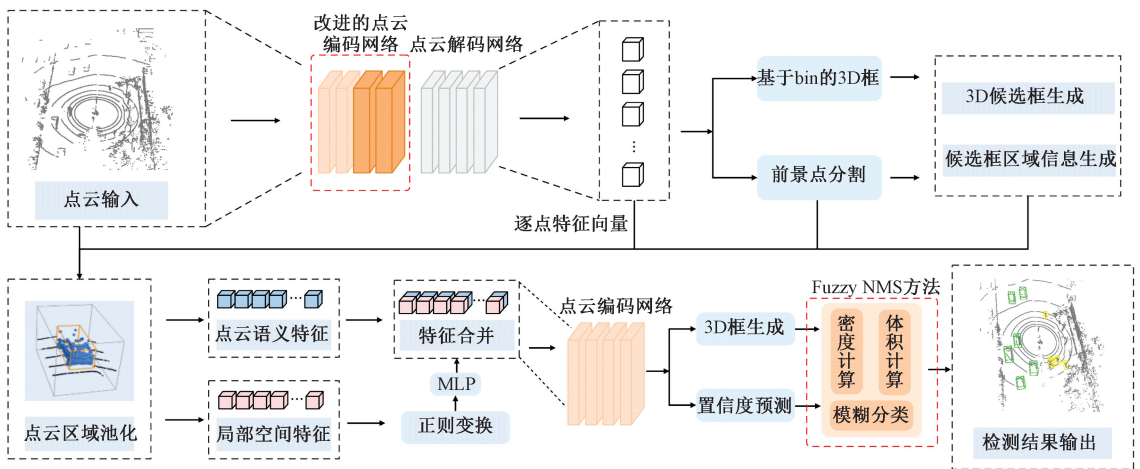 改进的点云
编码网络
点云解码网络
点云输入
基于bin的3D框
前景点分割
3D候选框生成
候选框区域信息生成
逐点特征向量
点云区域池化
点云语义特征
局部空间特征
特征合并
MLP
正则变换
点云编码网络
3D框生成
置信度预测
Fuzzy NMS方法
密度计算
体积计算
模糊分类
检测结果输出